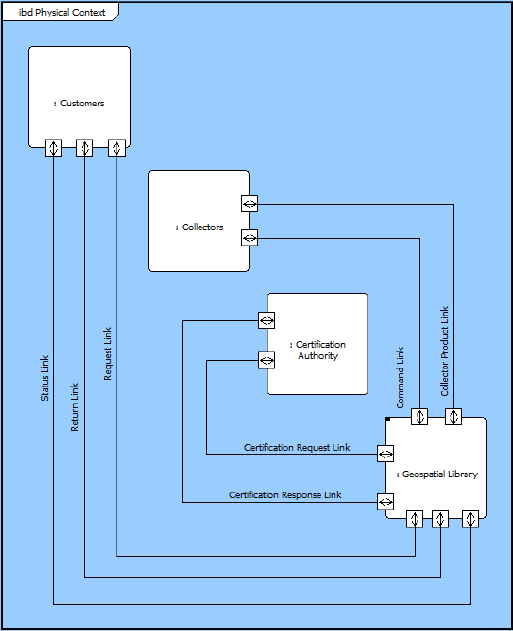 ibd Physical Context
: Customers
: Collectors
: Certification
Authority
Request Link
Status Link
Return Link
Command Link
Collector Product Link
Certification Request Link
: Geospatial Library
Certification Response Link